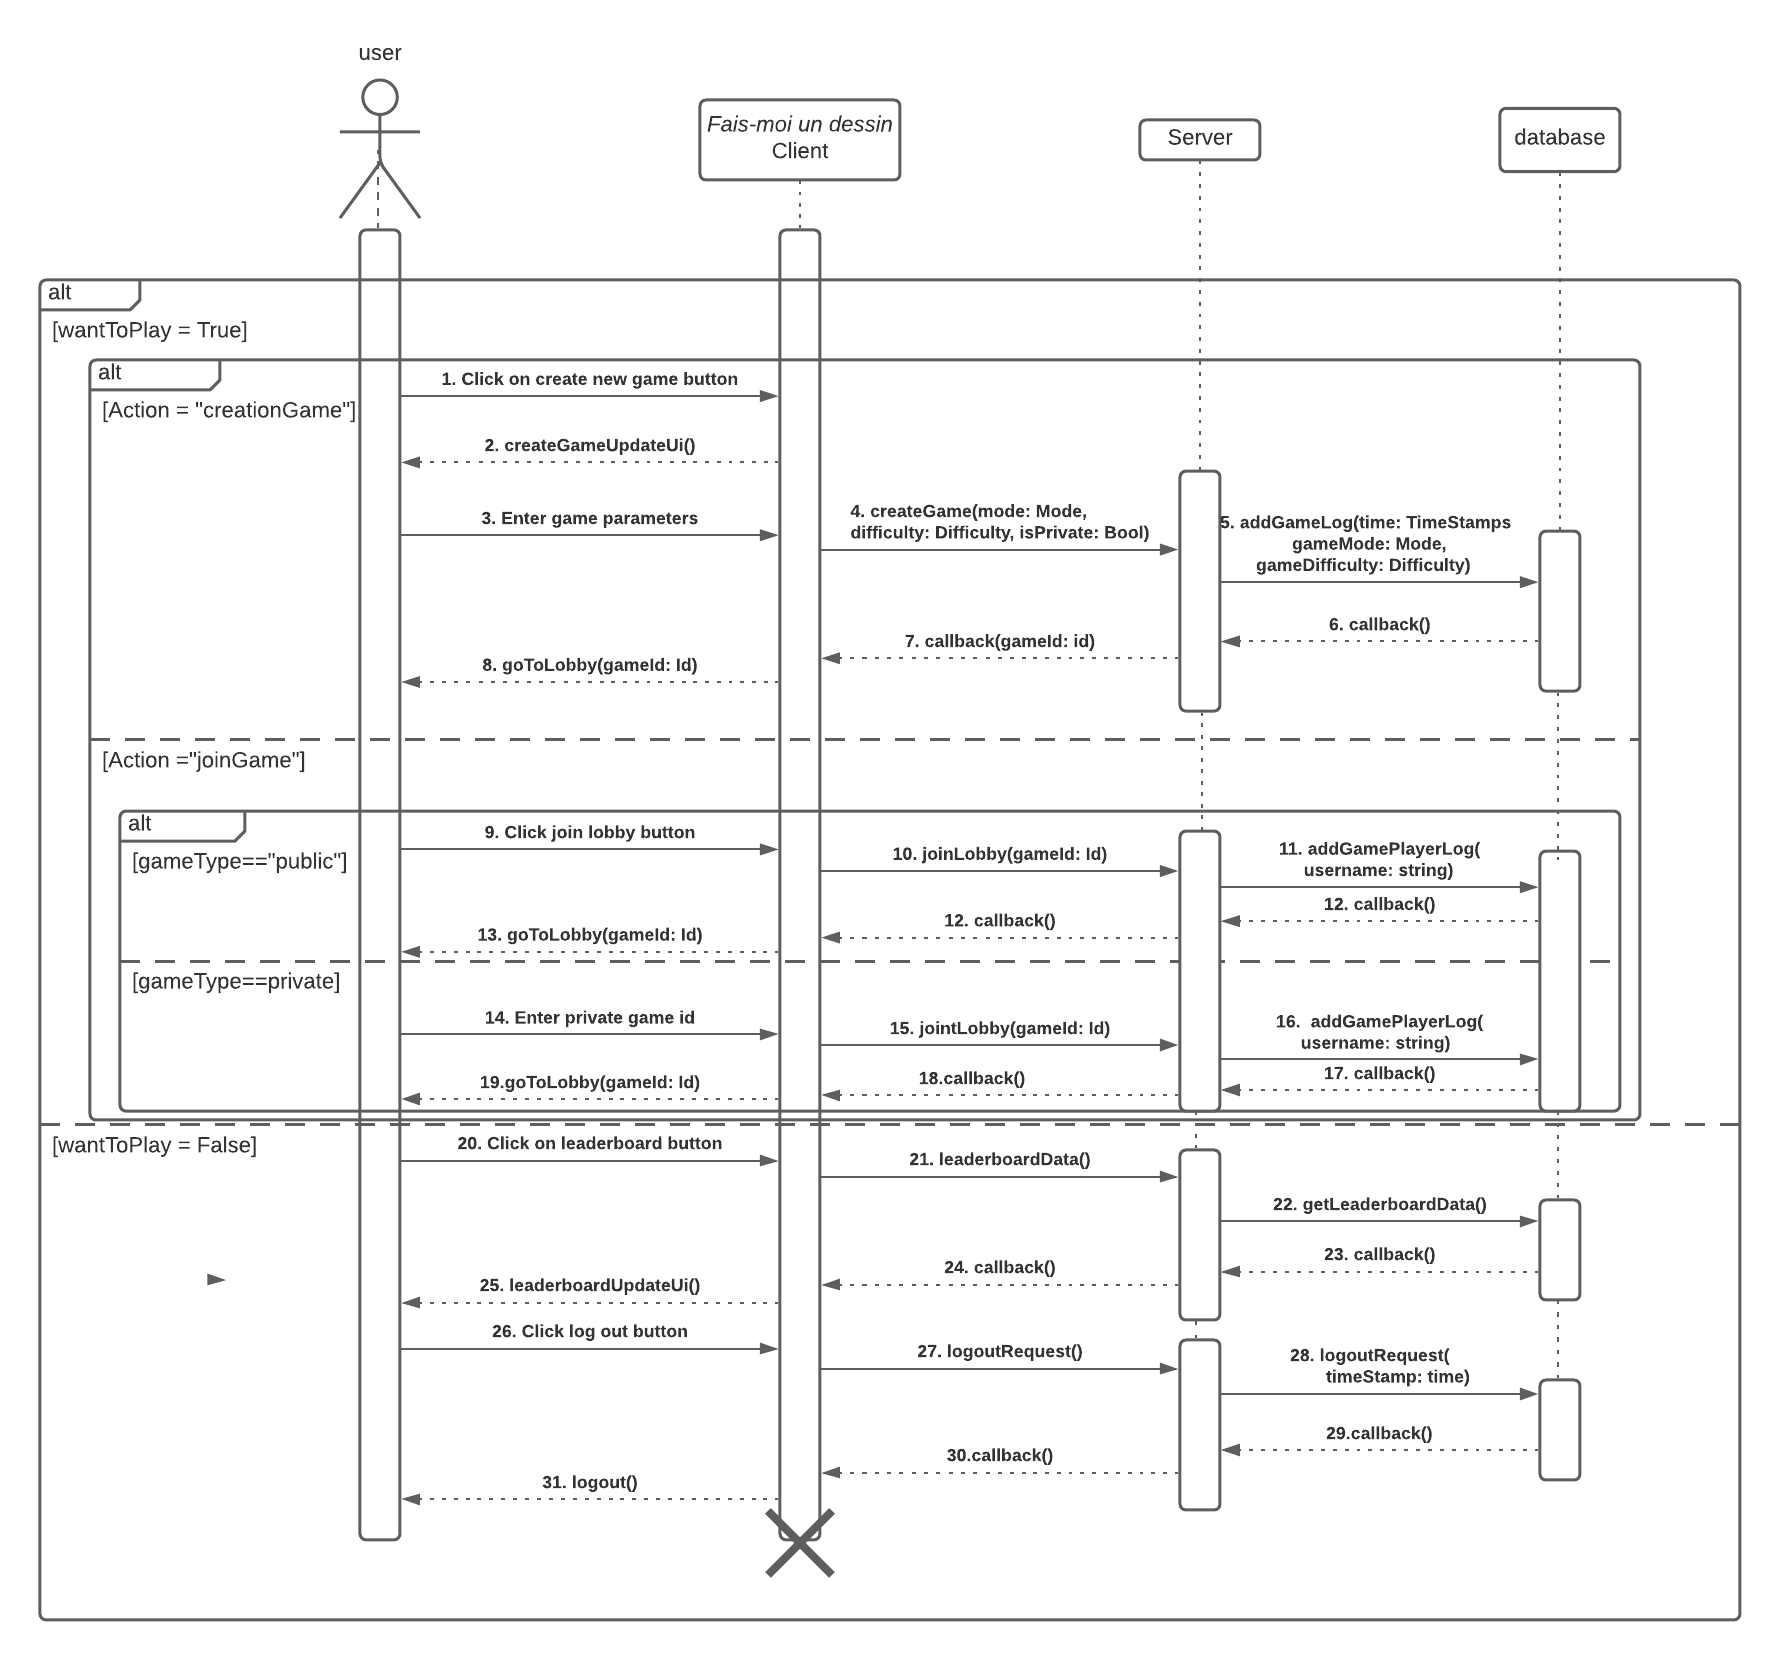 user
Fais-moi un dessin
Client
Server
database
alt
[wantToPlay = True]
alt
[Action = "creationGame"]
1. Click on create new game button
2. createGameUpdateUi()
3. Enter game parameters
4. createGame(mode: Mode,
difficulty: Difficulty, isPrivate: Bool)
5. addGameLog(time: TimeStamps
gameMode: Mode,
gameDifficulty: Difficulty)
6. callback()
7. callback(gameId: id)
8. goToLobby(gameId: Id)
[Action ="joinGame"]
alt
[gameType=="public"]
9. Click join lobby button
10. joinLobby(gameId: Id)
11. addGamePlayerLog(
username: string)
12. callback()
12. callback()
13. goToLobby(gameId: Id)
[gameType==private]
14. Enter private game id
15. jointLobby(gameId: Id)
16.  addGamePlayerLog(
username: string)
17. callback()
18.callback()
19.goToLobby(gameId: Id)
[wantToPlay = False]
20. Click on leaderboard button
21. leaderboardData()
22. getLeaderboardData()
23. callback()
24. callback()
25. leaderboardUpdateUi()
26. Click log out button
27. logoutRequest()
28. logoutRequest(
timeStamp: time)
29.callback()
30.callback()
31. logout()